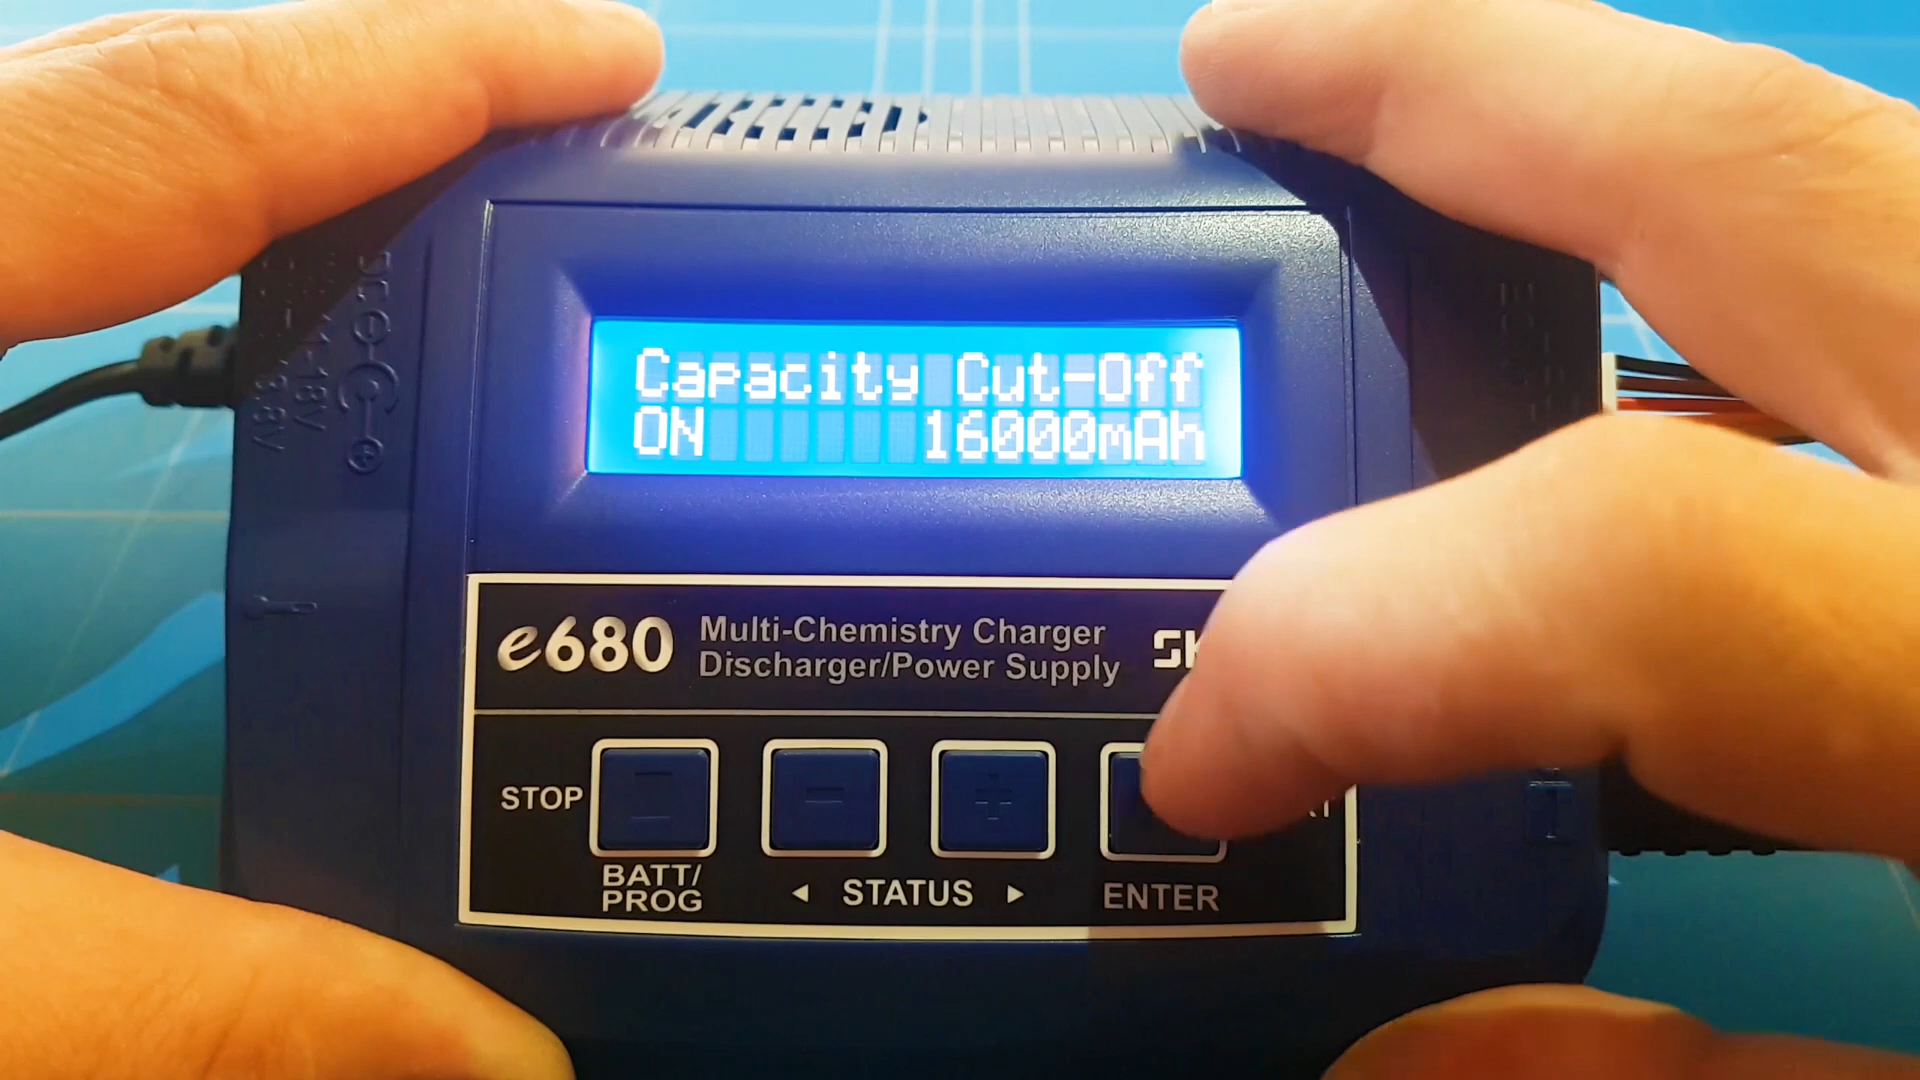 Capacity Cut-Off
ON 16000mAh
e680
Multi-Chemistry Charger
Discharger/Power Supply
STOP
BATT/
PROG
◄ STATUS ►
ENTER